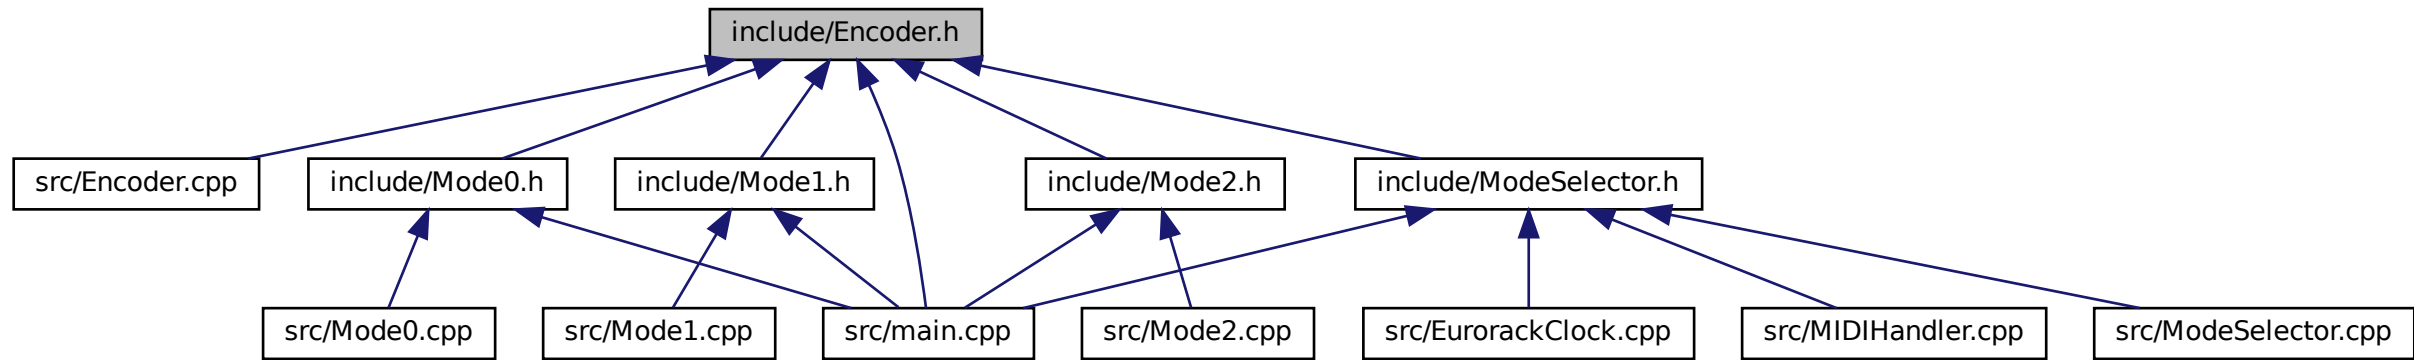 include/Encoder.h
src/Encoder.cpp
include/Mode0.h
include/Mode1.h
include/Mode2.h
include/ModeSelector.h
src/Mode0.cpp
src/Mode1.cpp
src/main.cpp
src/Mode2.cpp
src/EurorackClock.cpp
src/MIDIHandler.cpp
src/ModeSelector.cpp